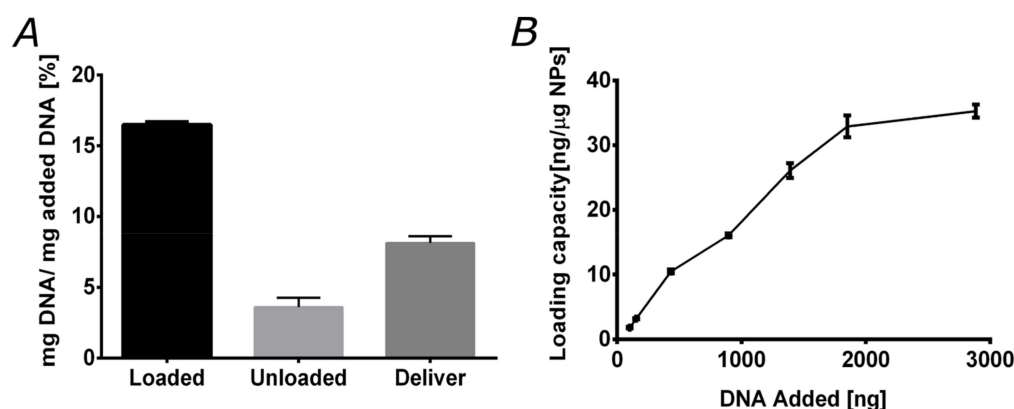 A
mg DNA/ mg added DNA [%]
20
15
10
5
0
Loaded Unloaded Deliver
B
Loading capacity[ng/µg NPs]
40
30
20
10
0
0 1000 2000 3000
DNA Added [ng]